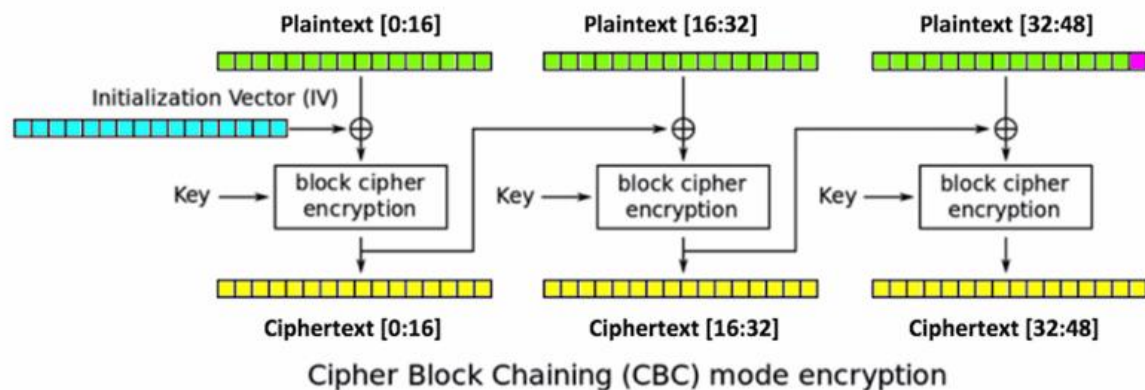 Plaintext [0:16] Plaintext [16:32] Plaintext [32:48]
Initialization Vector (IV)
Key block cipher encryption Key block cipher encryption Key block cipher encryption
Ciphertext [0:16] Ciphertext [16:32] Ciphertext [32:48]
Cipher Block Chaining (CBC) mode encryption